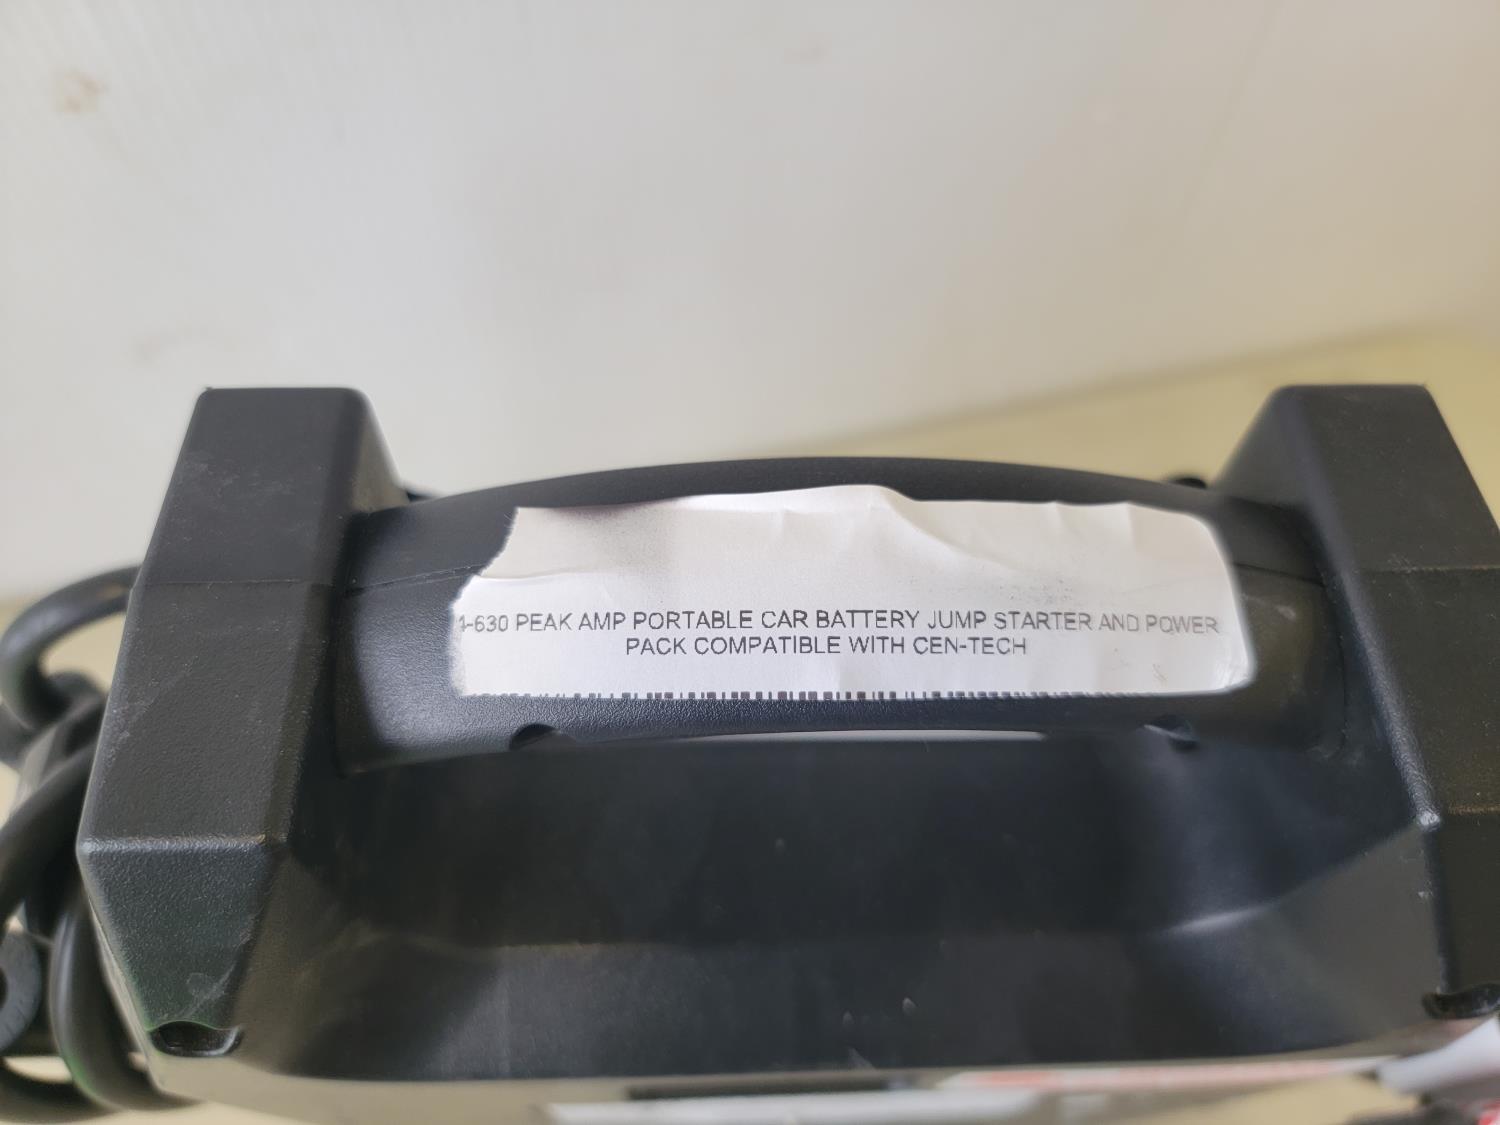 1-630 PEAK AMP PORTABLE CAR BATTERY JUMP STARTER AND POWER
PACK COMPATIBLE WITH CEN-TECH